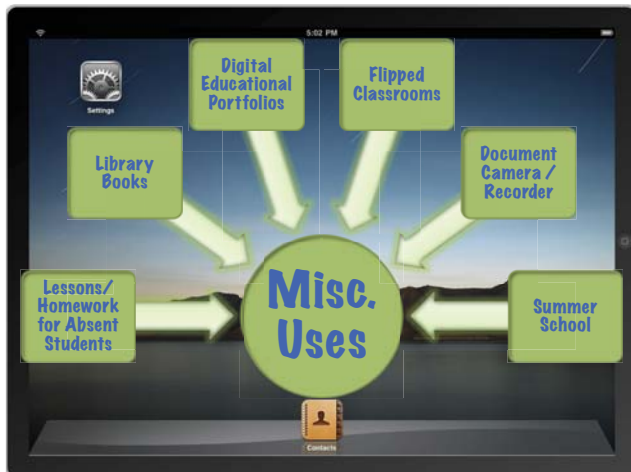 5:02 PM
Settings
Digital
Educational
Portfolios
Flipped
Classrooms
Library
Books
Document
Camera /
Recorder
Lessons/
Homework
for Absent
Students
Misc.
Uses
Summer
School
Contacts